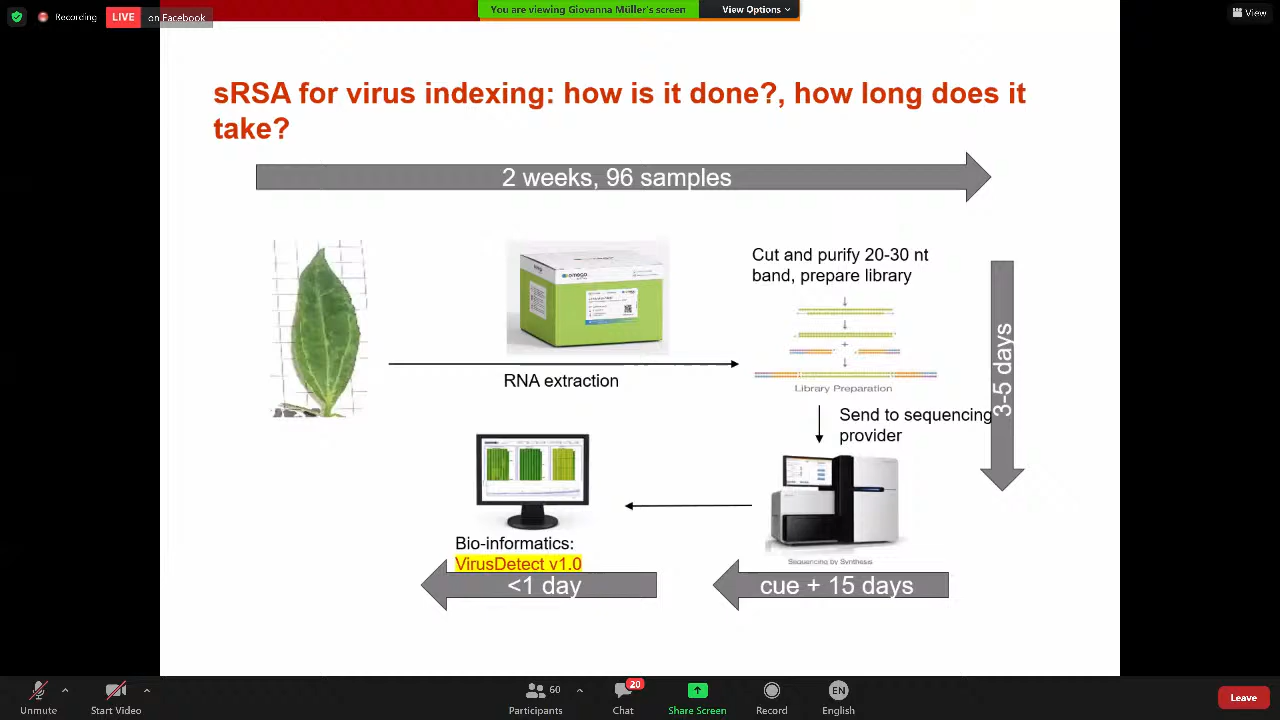 Recording
LIVE
on Facebook
You are viewing Giovanna Müller's screen
View Options
View
sRSA for virus indexing: how is it done?, how long does it
take?
2 weeks, 96 samples
Cut and purify 20-30 nt
band, prepare library
omega
RNA extraction
Library Preparation
3-5 days
Send to sequencing
provider
Sequencing by Synthesis
Bio-informatics:
VirusDetect v1.0
<1 day
cue + 15 days
Unmute
Start Video
60
Participants
20
Chat
Share Screen
Record
EN
English
Leave